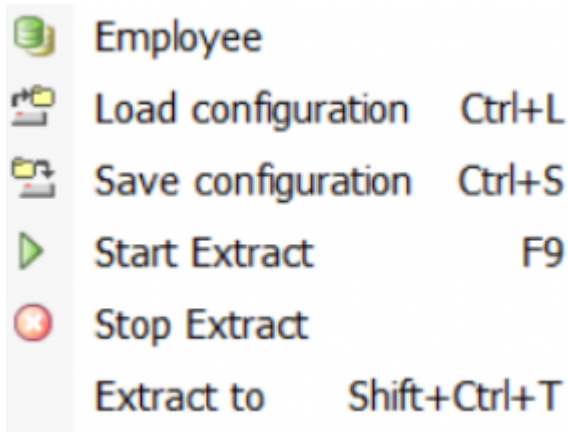 Employee
Load configuration Ctrl+L
Save configuration Ctrl+S
Start Extract F9
Stop Extract
Extract to Shift+Ctrl+T